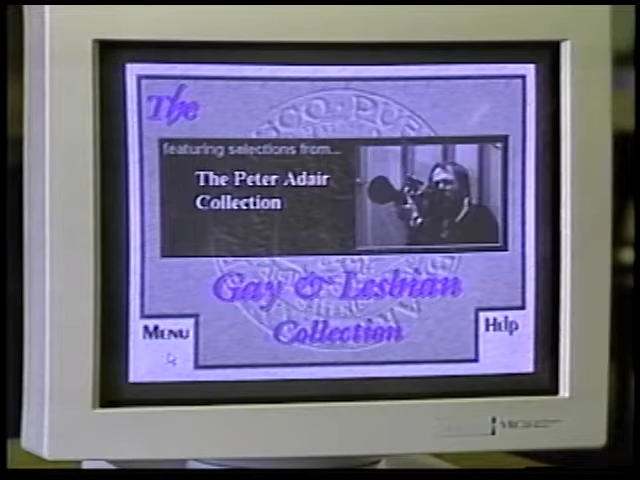 The
featuring selections from...
The Peter Adair
Collection
Gay & Lesbian
Collection
MENU
Help